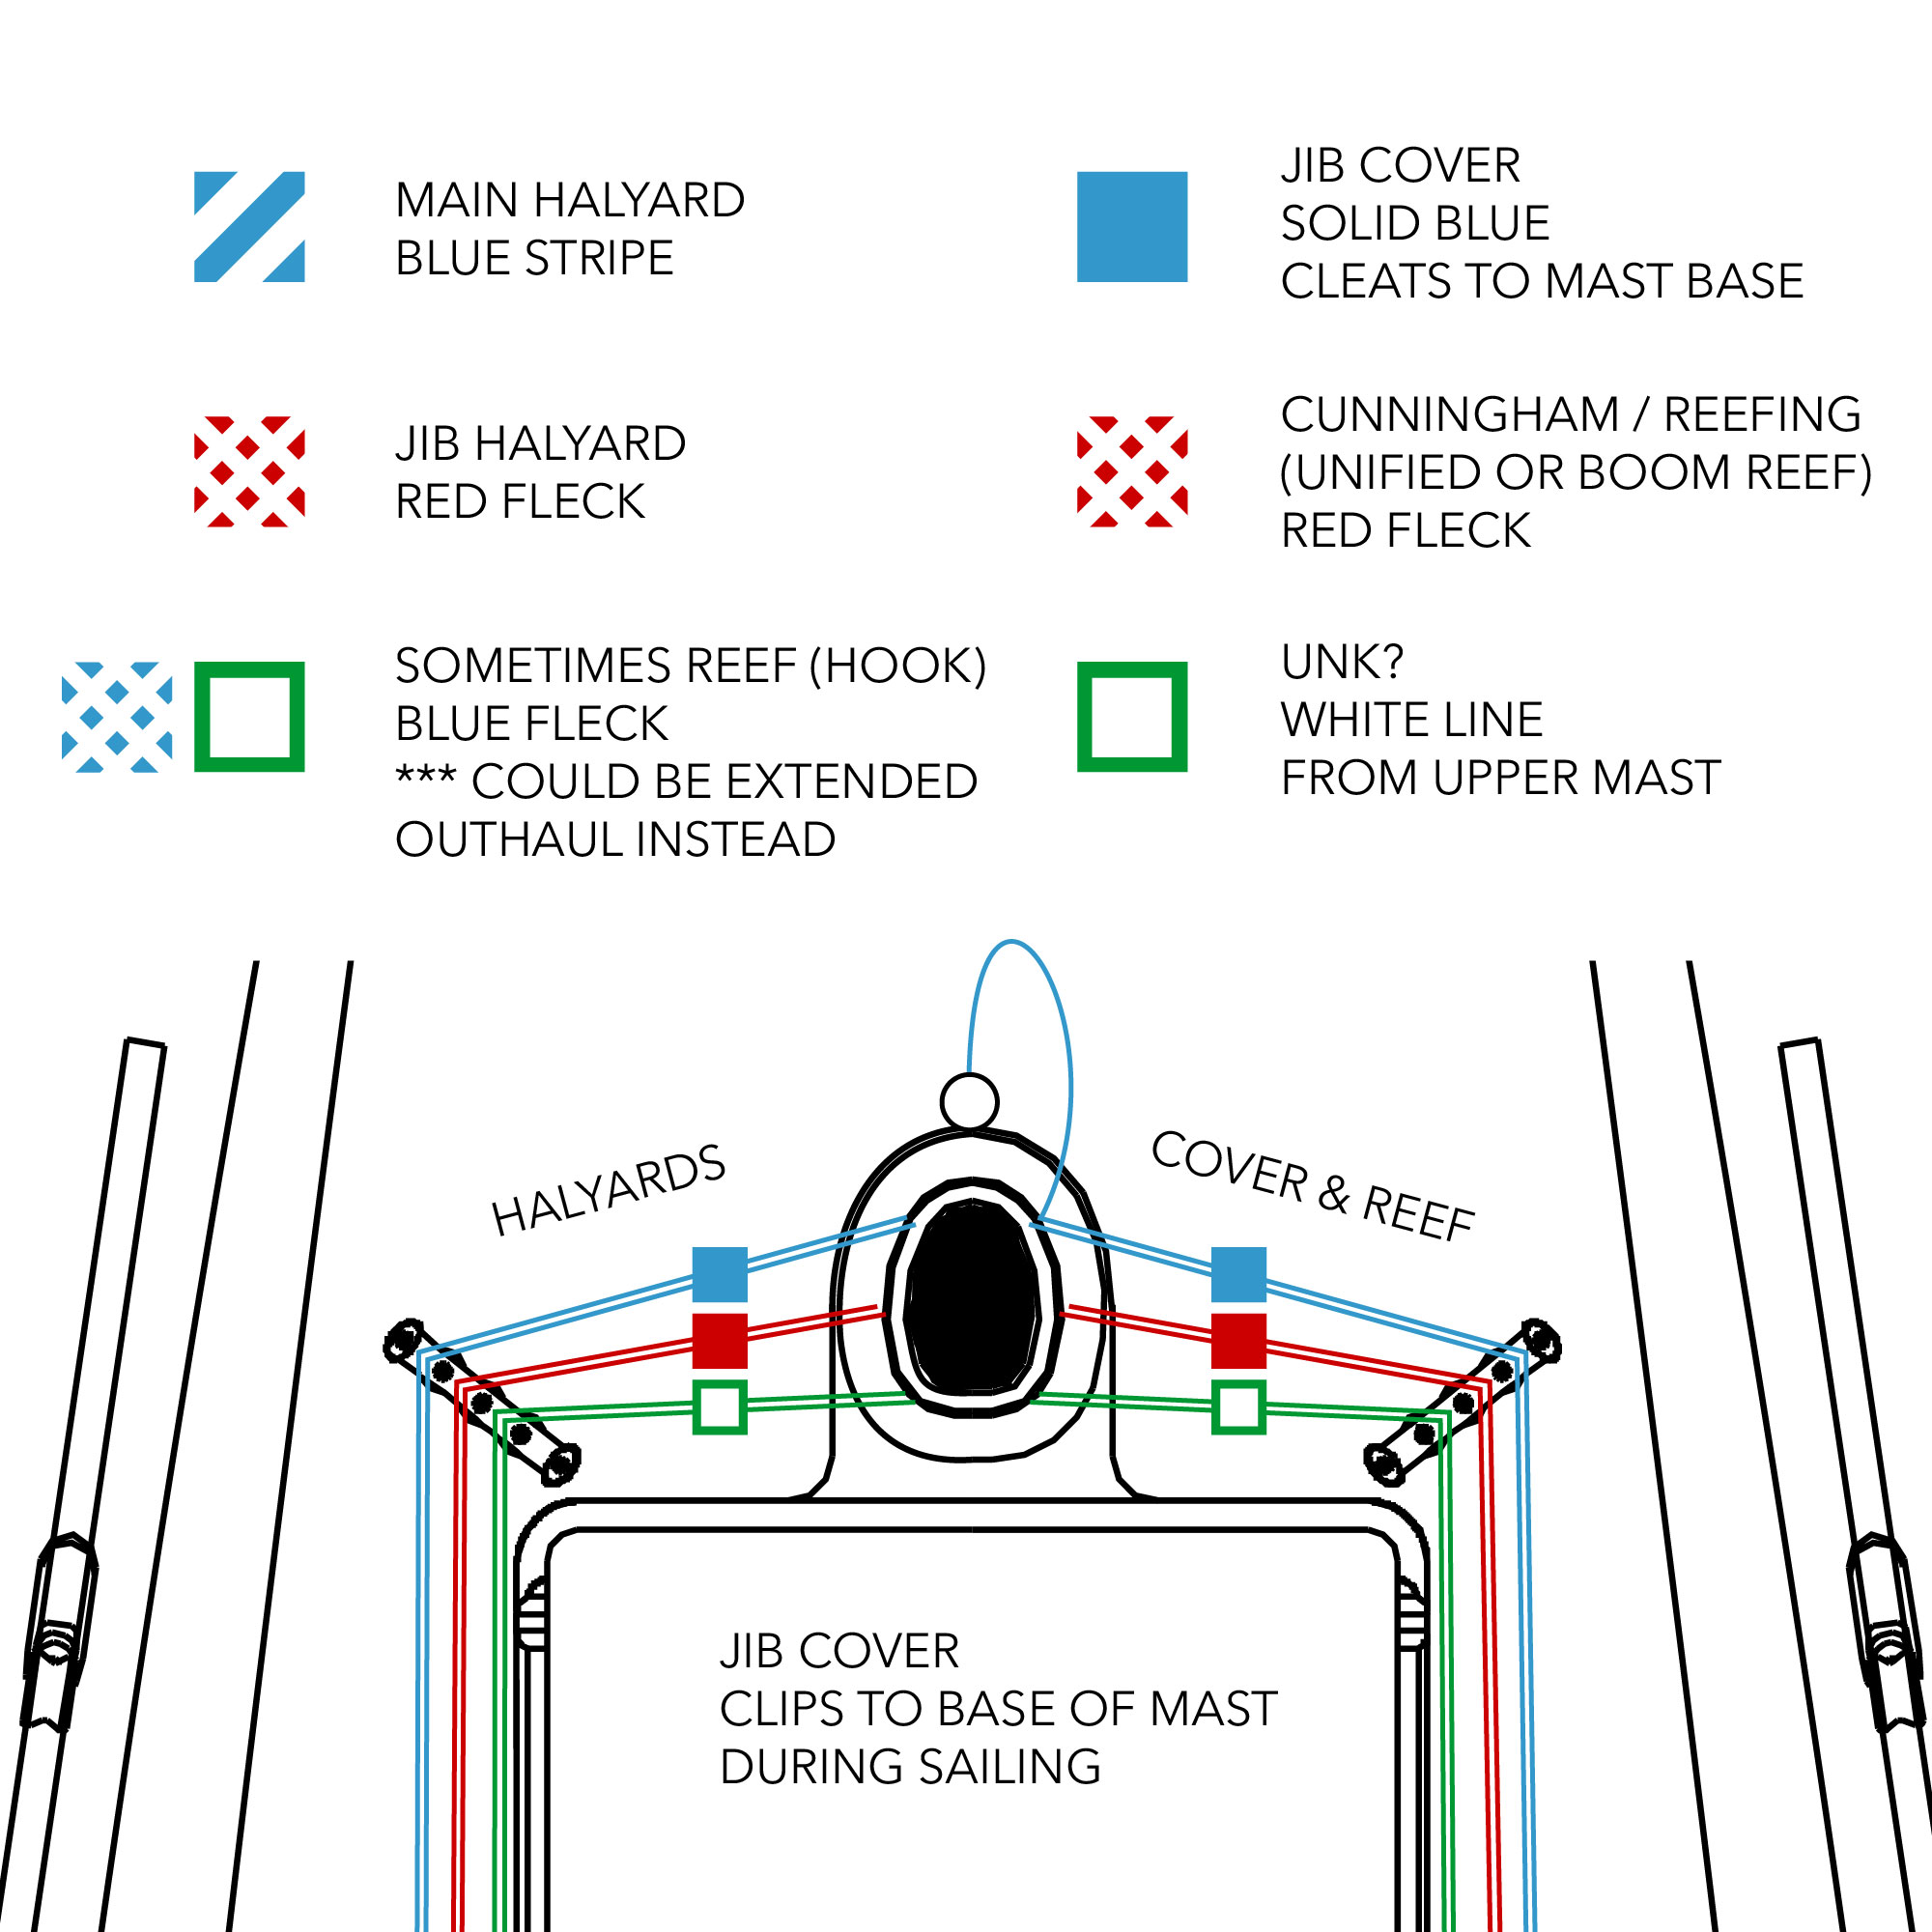 MAIN HALYARD
BLUE STRIPE
JIB COVER
SOLID BLUE
CLEATS TO MAST BASE
JIB HALYARD
RED FLECK
CUNNINGHAM / REEFING
(UNIFIED OR BOOM REEF)
RED FLECK
SOMETIMES REEF (HOOK)
BLUE FLECK
*** COULD BE EXTENDED
OUTHAUL INSTEAD
UNK?
WHITE LINE
FROM UPPER MAST
HALYARDS
COVER & REEF
JIB COVER
CLIPS TO BASE OF MAST
DURING SAILING